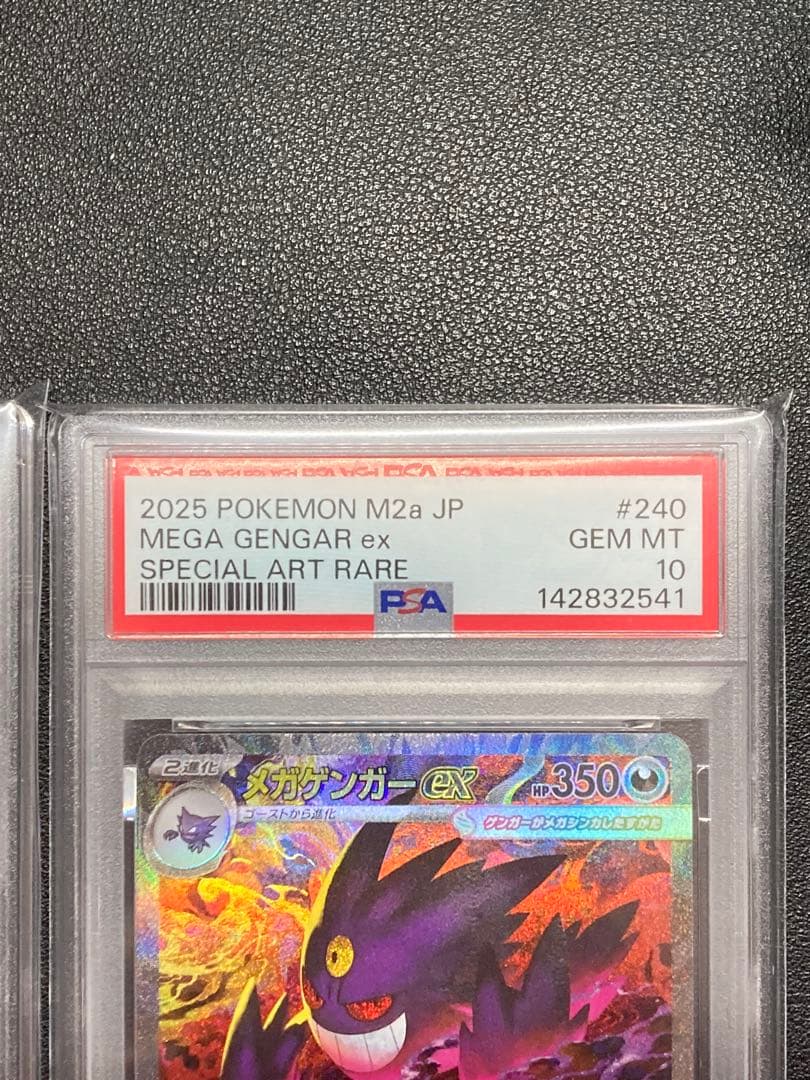 2025 POKEMON M2a JP
#240
MEGA GENGAR ex
GEM MT
SPECIAL ART RARE
10
PSA
142832541
2進化
メガゲンガーex
HP350
ゴーストから進化
ゲンガーがメガシンカしたすがた